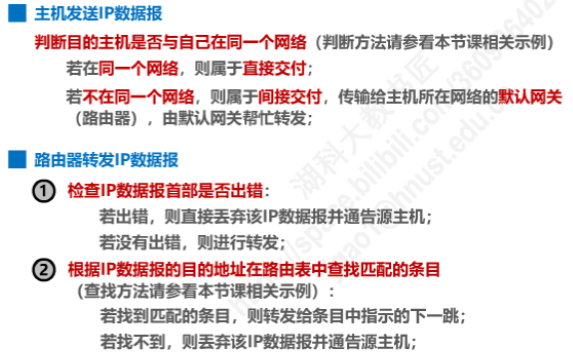 主机发送IP数据报
判断目的主机是否与自己在同一个网络（判断方法请参看本节课相关示例）
若在同一个网络，则属于直接交付；
若不在同一个网络，则属于间接交付，传输给主机所在网络的默认网关
（路由器），由默认网关帮忙转发；
路由器转发IP数据报
① 检查IP数据报首部是否出错：
若出错，则直接丢弃该IP数据报并通告源主机；
若没有出错，则进行转发；
② 根据IP数据报的目的地址在路由表中查找匹配的条目
（查找方法请参看本节课相关示例）：
若找到匹配的条目，则转发给条目中指示的下一跳；
若找不到，则丢弃该IP数据报并通告源主机；
湖科大教书匠